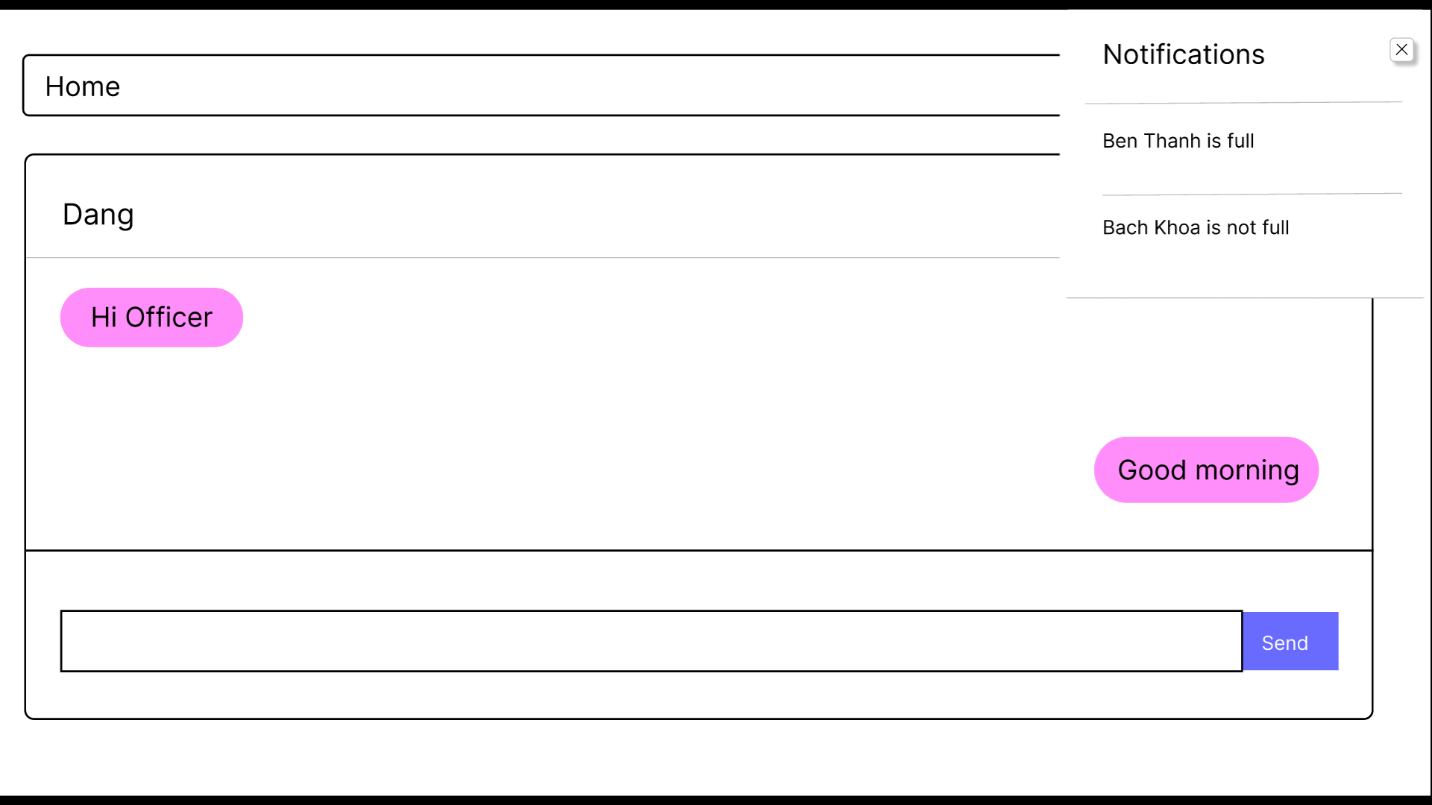 Home
Notifications
Ben Thanh is full
Bach Khoa is not full
Dang
Hi Officer
Good morning
Send